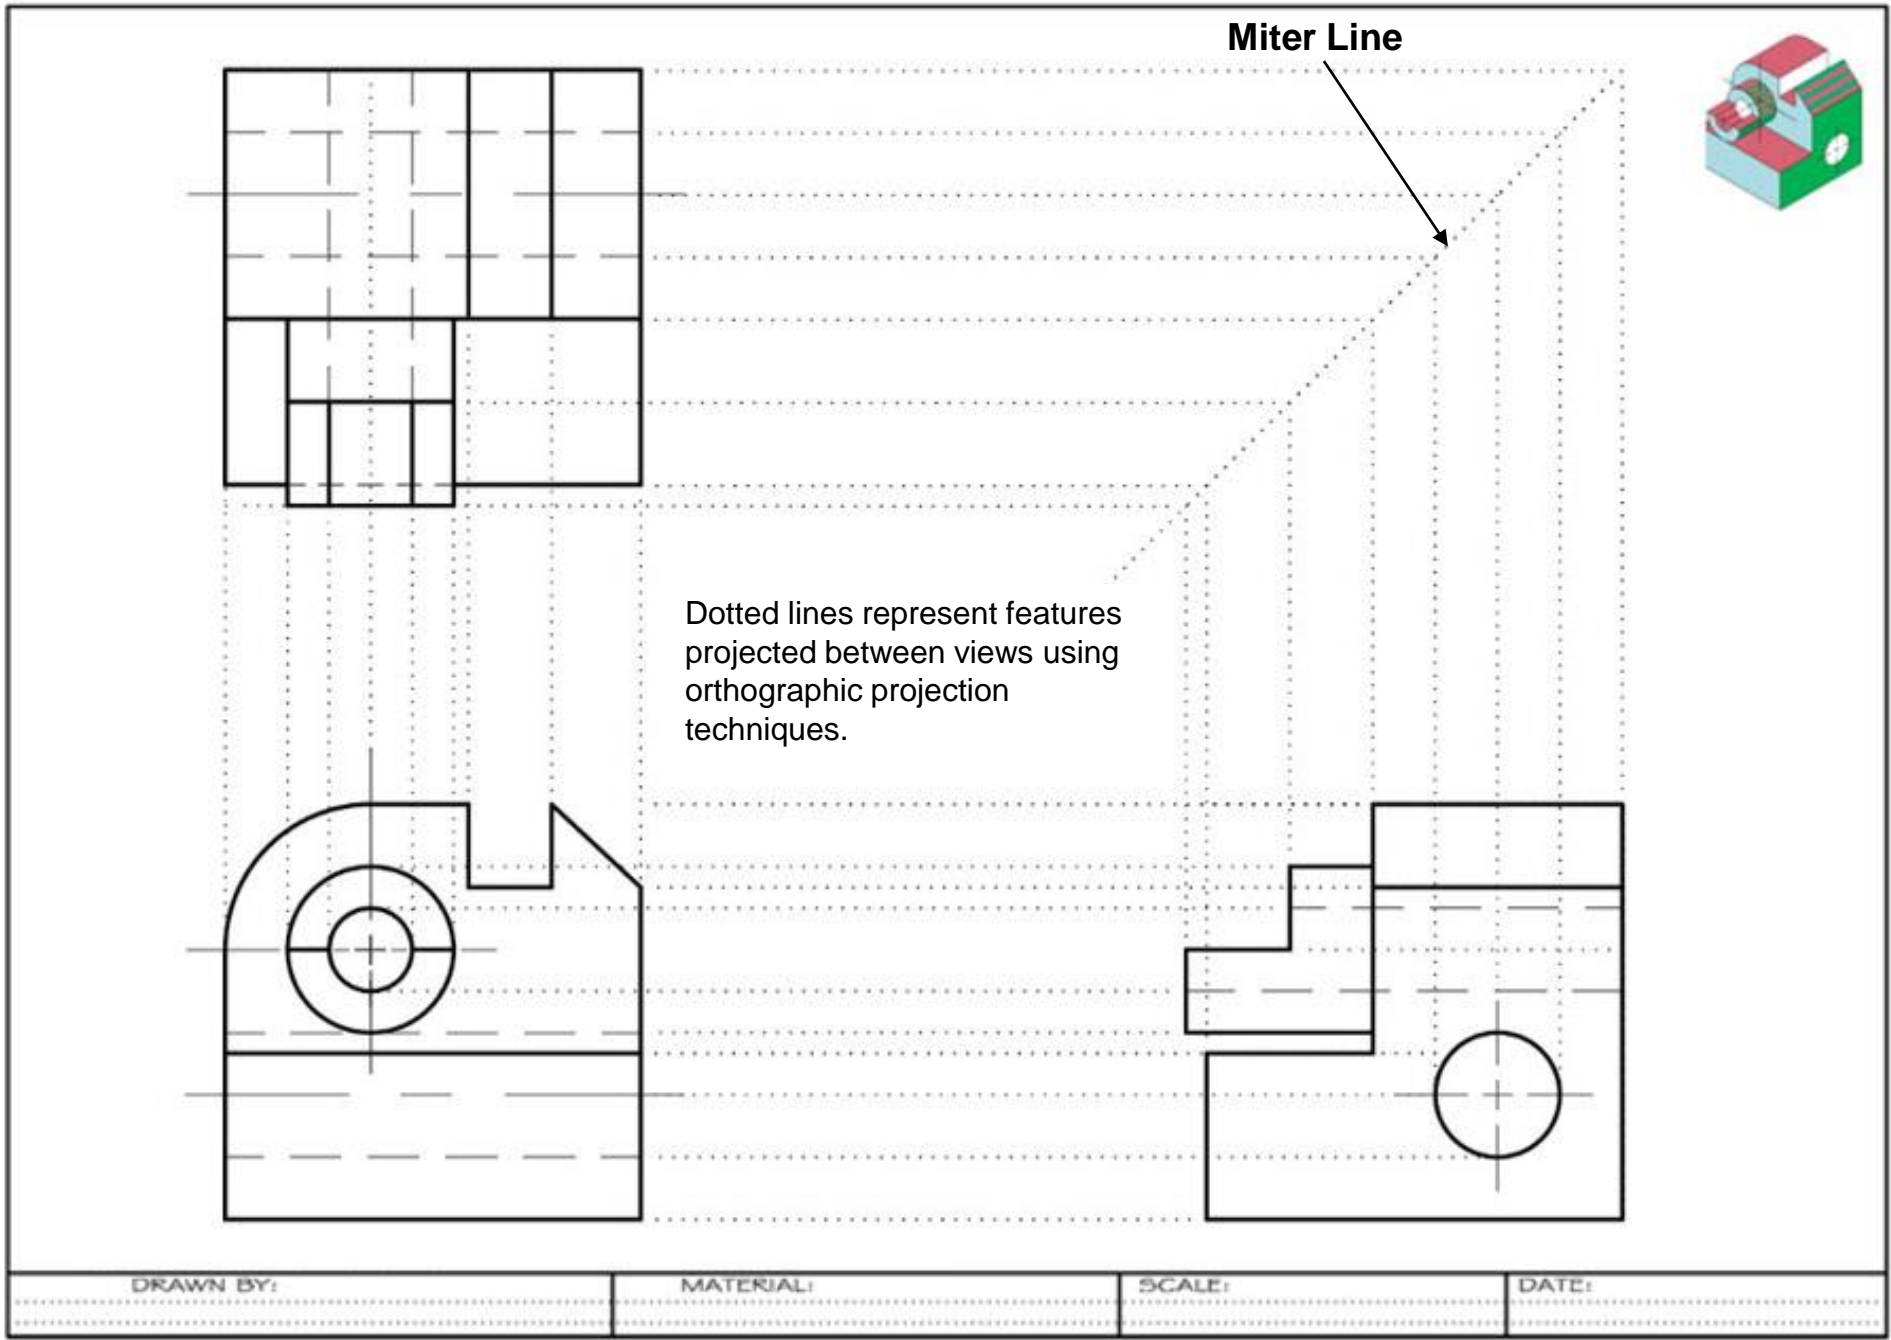 Miter Line
Dotted lines represent features
projected between views using
orthographic projection
techniques.
DRAWN BY: MATERIAL: SCALE: DATE: